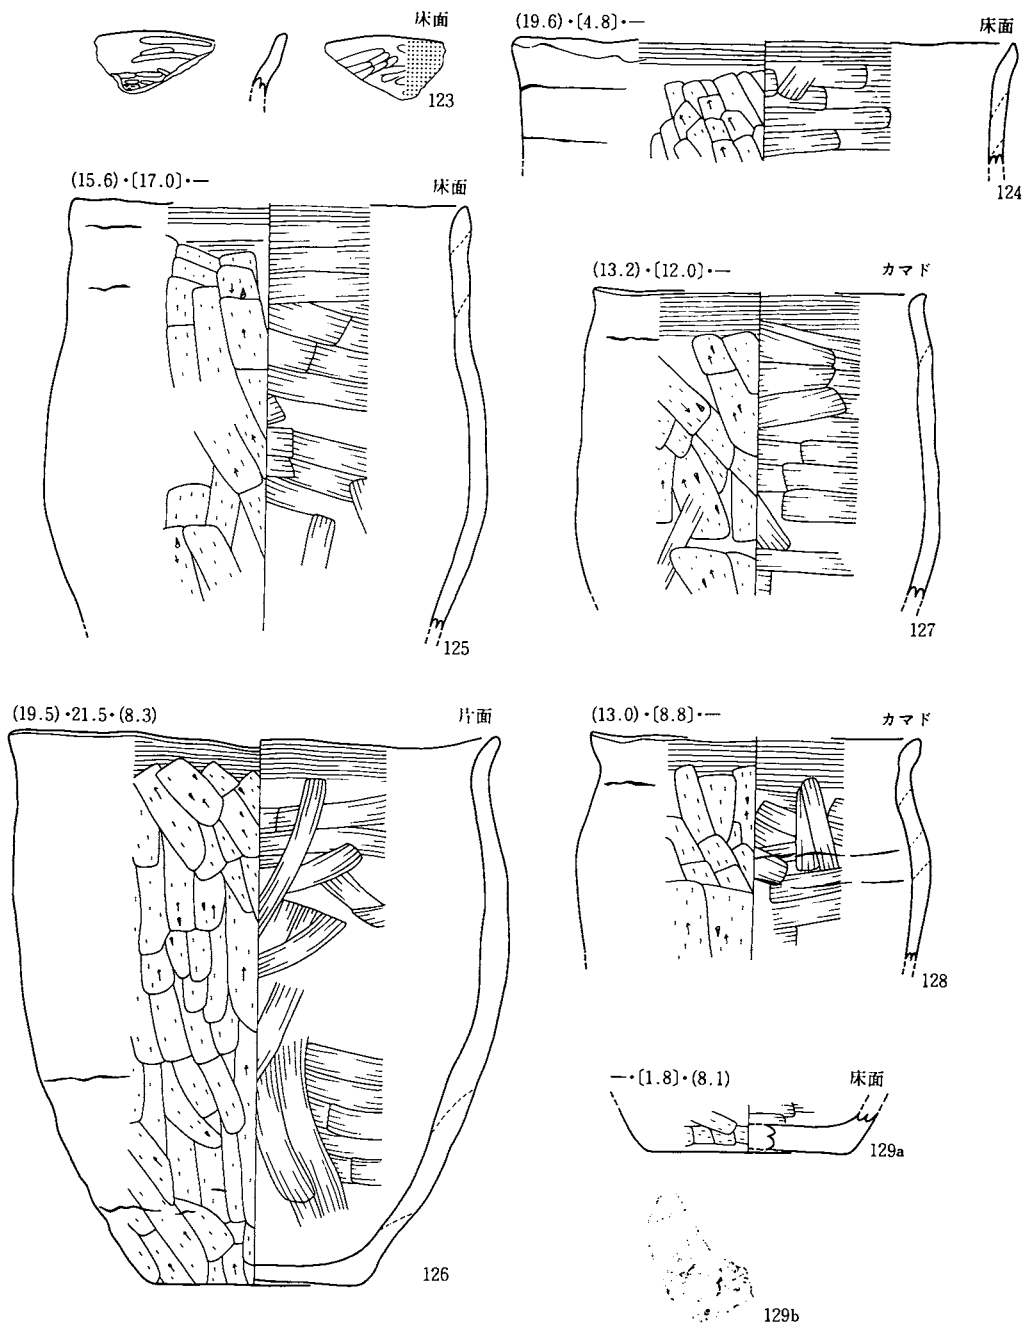 床面
123
(19.6)・〔4.8〕・―
床面
124
(15.6)・〔17.0〕・―
床面
125
(13.2)・〔12.0〕・―
カマド
127
(19.5)・21.5・(8.3)
片面
126
(13.0)・〔8.8〕・―
カマド
128
―・〔1.8〕・(8.1)
床面
129a
129b